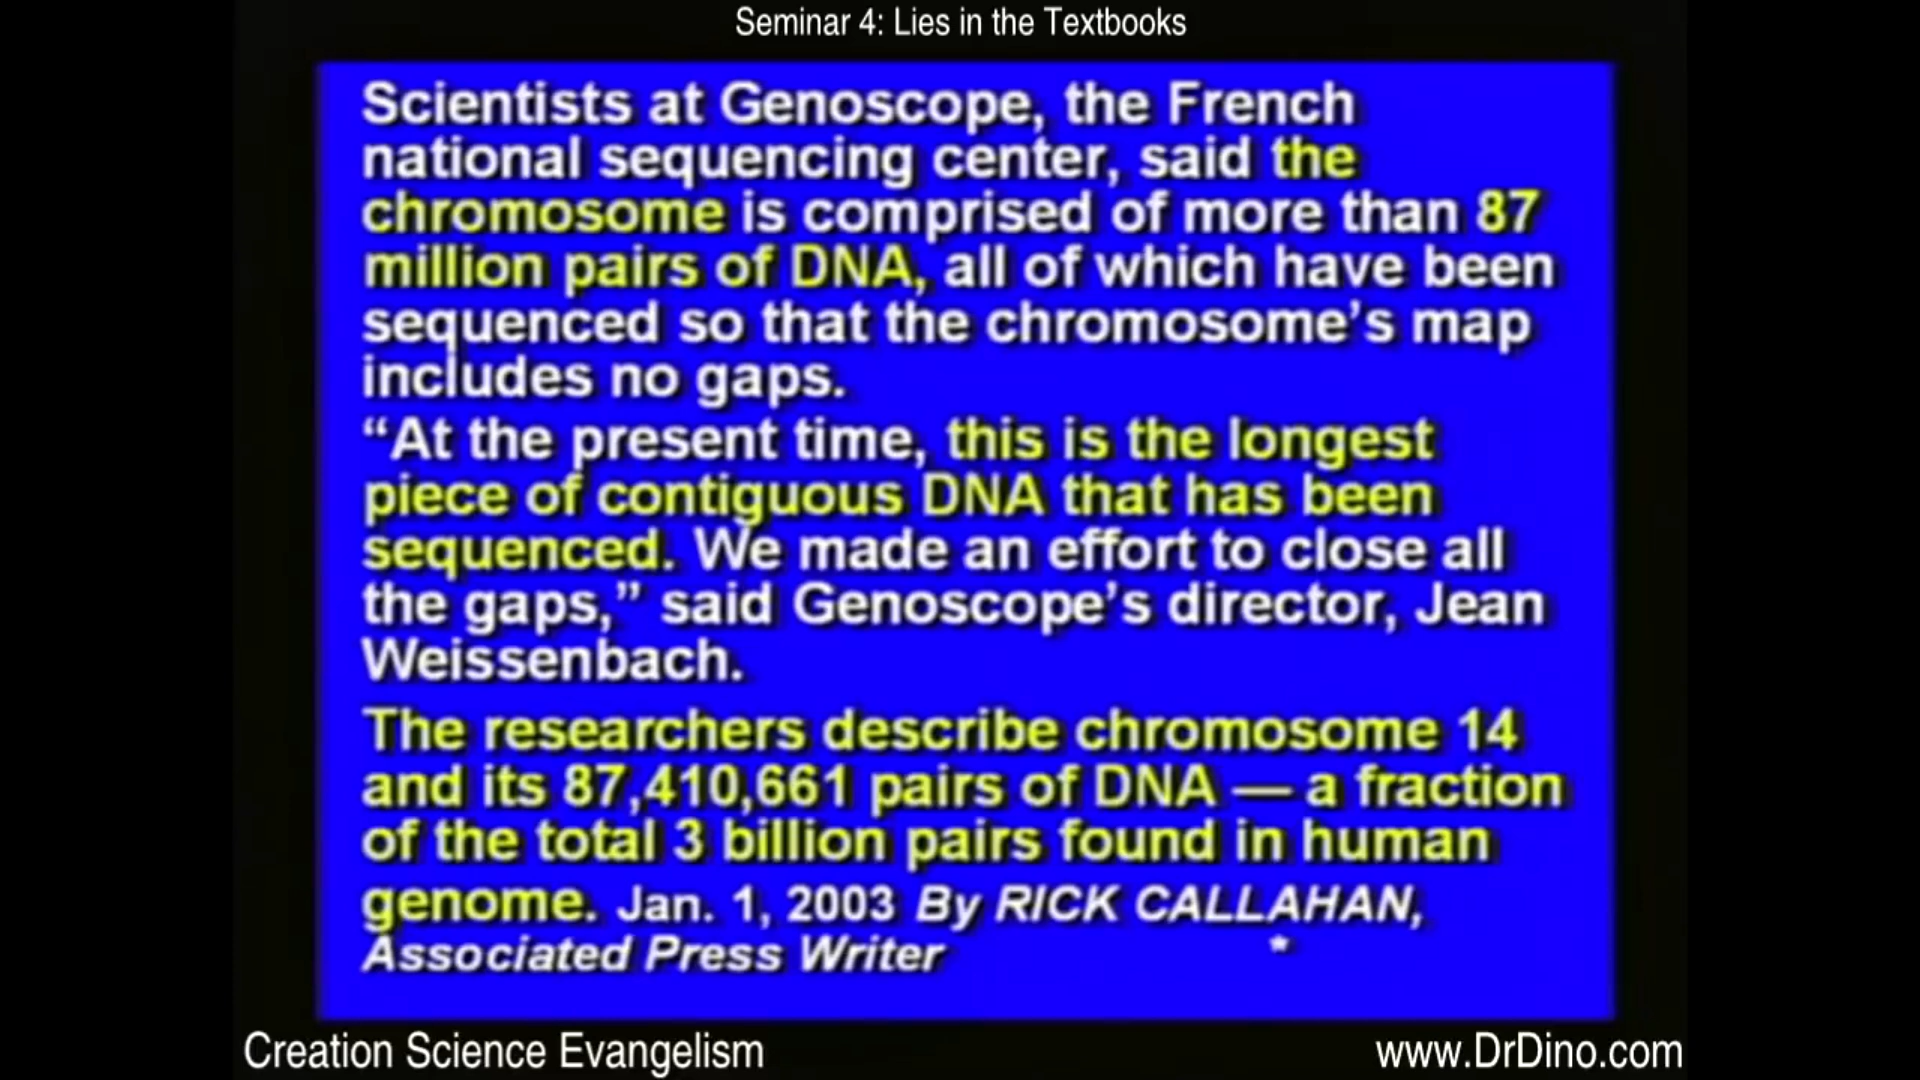 Seminar 4: Lies in the Textbooks
Scientists at Genoscope, the French
national sequencing center, said the
chromosome is comprised of more than 87
million pairs of DNA, all of which have been
sequenced so that the chromosome’s map
includes no gaps.
“At the present time, this is the longest
piece of contiguous DNA that has been
sequenced. We made an effort to close all
the gaps,” said Genoscope’s director, Jean
Weissenbach.
The researchers describe chromosome 14
and its 87,410,661 pairs of DNA — a fraction
of the total 3 billion pairs found in human
genome. Jan. 1, 2003 By RICK CALLAHAN,
Associated Press Writer *
Creation Science Evangelism www.DrDino.com